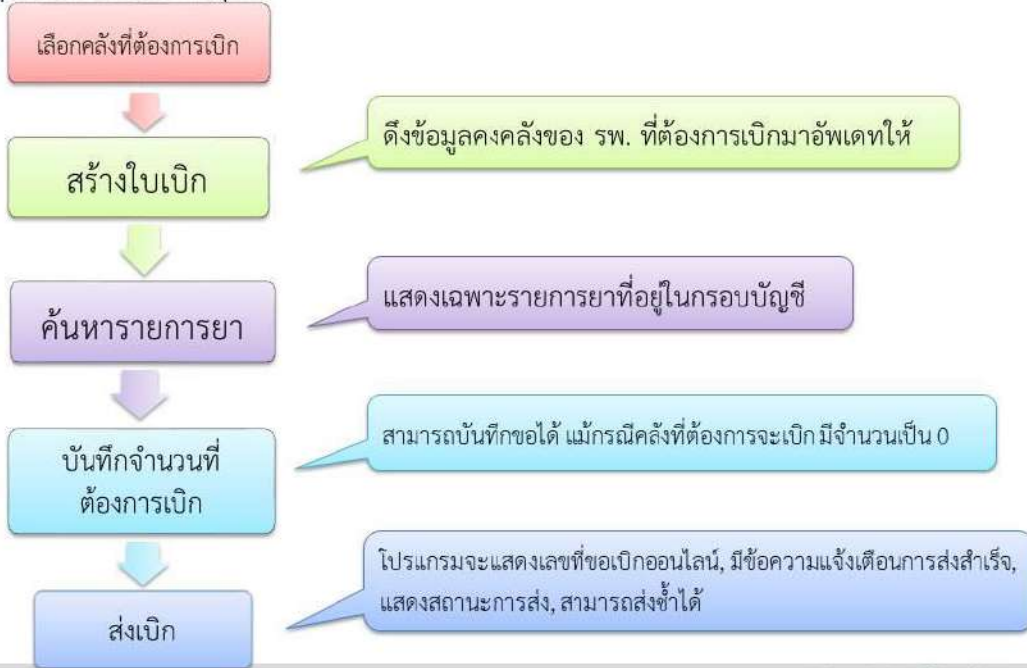 เลือกคลังที่ต้องการเบิก
สร้างใบเบิก
ดึงข้อมูลคงคลังของ รพ. ที่ต้องการเบิกมาอัพเดทให้
ค้นหารายการยา
แสดงเฉพาะรายการยาที่อยู่ในกรอบบัญชี
บันทึกจำนวนที่
ต้องการเบิก
สามารถบันทึกขอได้ แม้กรณีคลังที่ต้องการจะเบิก มีจำนวนเป็น 0
ส่งเบิก
โปรแกรมจะแสดงเลขที่ขอเบิกออนไลน์, มีข้อความแจ้งเตือนการส่งสำเร็จ,
แสดงสถานะการส่ง, สามารถส่งซ้ำได้